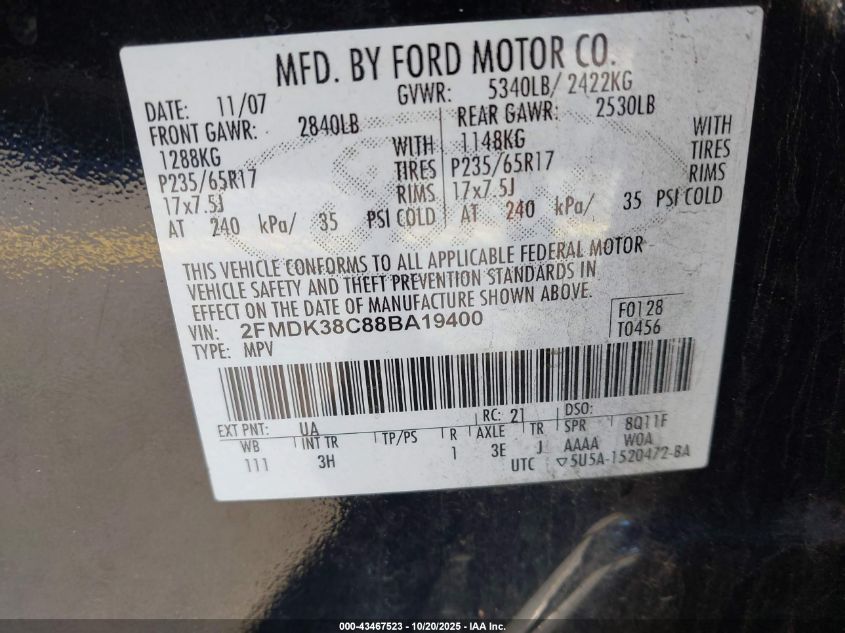 MFD. BY FORD MOTOR CO.
DATE: 11/07 GVWR: 5340LB/ 2422KG
FRONT GAWR: 2840LB REAR GAWR: 2530LB
1288KG WITH 1148KG WITH
P235/65R17 TIRES P235/65R17 TIRES
17x7.5J RIMS 17x7.5J RIMS
AT 240 kPa/ 35 PSI COLD AT 240 kPa/ 35 PSI COLD
THIS VEHICLE CONFORMS TO ALL APPLICABLE FEDERAL MOTOR
VEHICLE SAFETY AND THEFT PREVENTION STANDARDS IN
EFFECT ON THE DATE OF MANUFACTURE SHOWN ABOVE.
VIN: 2FMDK38C88BA19400 F0128
TYPE: MPV T0456
EXT PNT: UA RC: 21 DSO:
WB INT TR TP/PS R AXLE TR SPR 8Q11F
111 3H 1 3E J AAAA W0A
UTC ▽5U5A-1520472-BA
000-43467523 - 10/20/2025 - IAA Inc.